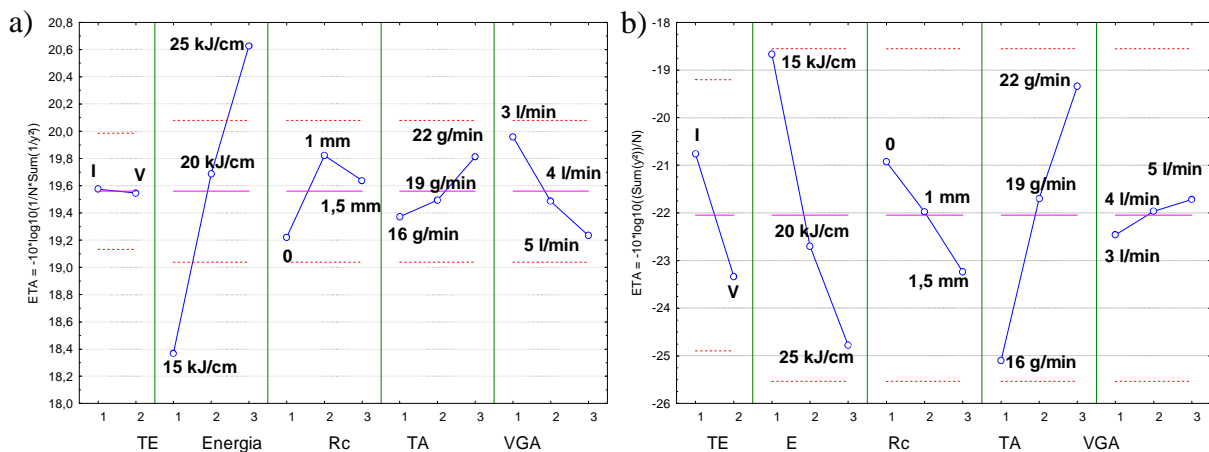 a)
ETA = -10*log10(1/N*Sum(1/y²))
20,8
20,6
20,4
20,2
20,0
19,8
19,6
19,4
19,2
19,0
18,8
18,6
18,4
18,2
18,0
I
V
15 kJ/cm
20 kJ/cm
25 kJ/cm
0
1 mm
1,5 mm
16 g/min
19 g/min
22 g/min
3 l/min
4 l/min
5 l/min
1 2 1 2 3 1 2 3 1 2 3 1 2 3
TE Energia Rc TA VGA
b)
ETA = -10*log10((Sum(y²))/N)
-18
-19
-20
-21
-22
-23
-24
-25
-26
I
V
15 kJ/cm
20 kJ/cm
25 kJ/cm
0
1 mm
1,5 mm
16 g/min
19 g/min
22 g/min
3 l/min
4 l/min
5 l/min
1 2 1 2 3 1 2 3 1 2 3 1 2 3
TE E Rc TA VGA